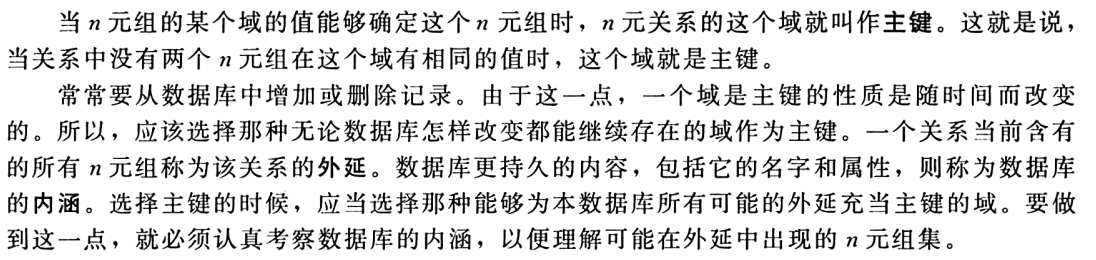 当 n 元组的某个域的值能够确定这个 n 元组时，n 元关系的这个域就叫作主键。这就是说，
当关系中没有两个 n 元组在这个域有相同的值时，这个域就是主键。
常常要从数据库中增加或删除记录。由于这一点，一个域是主键的性质是随时间而改变
的。所以，应该选择那种无论数据库怎样改变都能继续存在的域作为主键。一个关系当前含有
的所有 n 元组称为该关系的外延。数据库更持久的内容，包括它的名字和属性，则称为数据库
的内涵。选择主键的时候，应当选择那种能够为本数据库所有可能的外延充当主键的域。要做
到这一点，就必须认真考察数据库的内涵，以便理解可能在外延中出现的 n 元组集。